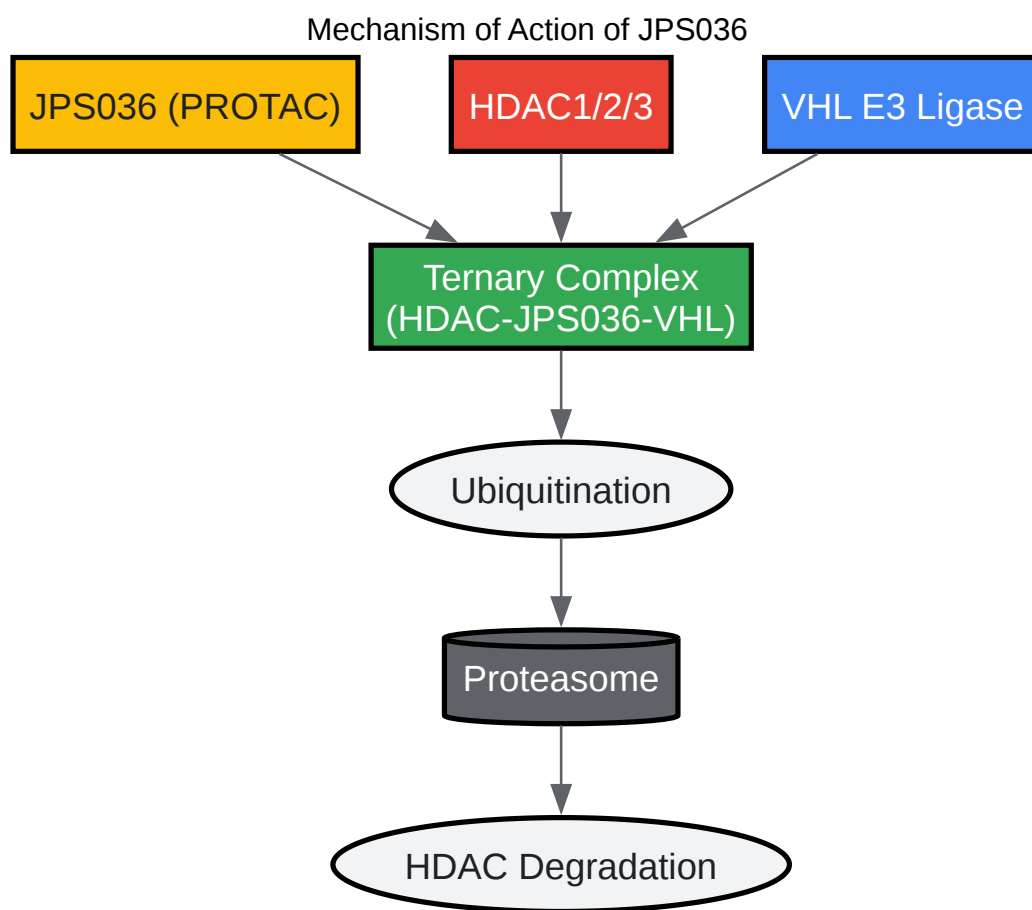 Mechanism of Action of JPS036
JPS036 (PROTAC)
HDAC1/2/3
VHL E3 Ligase
Ternary Complex
(HDAC-JPS036-VHL)
Ubiquitination
Proteasome
HDAC Degradation